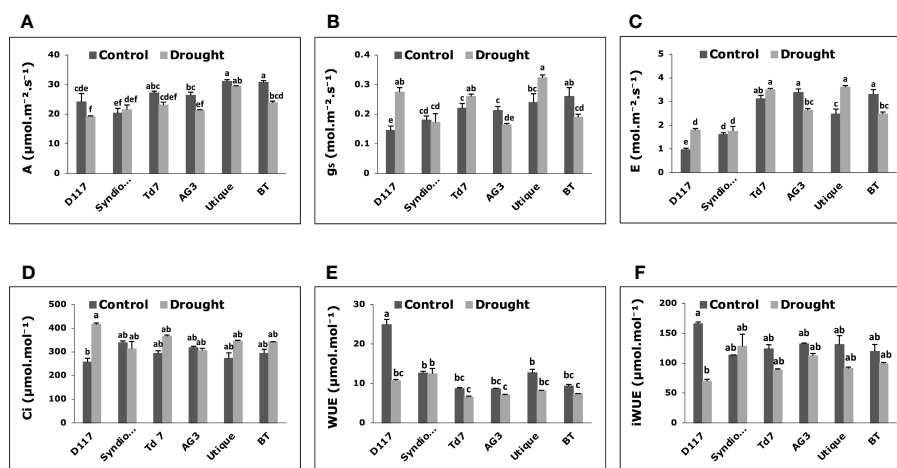 A
Control Drought
A (µmol.m⁻².s⁻¹)
40
30
20
10
0
cde f ef def abc cdef bc def a ab a bcd
D117 Syndio... Td7 AG3 Utique BT
B
Control Drought
gs (mol.m⁻².s⁻¹)
0.4
0.3
0.2
0.1
0
e ab cd cd bc ab c de bc a ab cd
D117 Syndio... Td7 AG3 Utique BT
C
Control Drought
E (mol.m⁻².s⁻¹)
5
4
3
2
1
0
e d d d ab a a bc c a a bc
D117 Syndio... Td7 AG3 Utique BT
D
Control Drought
Ci (µmol.mol⁻¹)
500
400
300
200
100
0
b a ab ab ab ab ab ab ab ab ab ab
D117 Syndio... Td 7 AG3 Utique BT
E
Control Drought
WUE (µmol.mol⁻¹)
30
20
10
0
a bc b b bc c bc c b bc bc c
D117 Syndio... Td7 AG3 Utique BT
F
Control Drought
iWUE (µmol.mol⁻¹)
200
150
100
50
0
a b ab ab ab ab ab ab ab ab ab ab
D117 Syndio... Td7 AG3 Utique BT